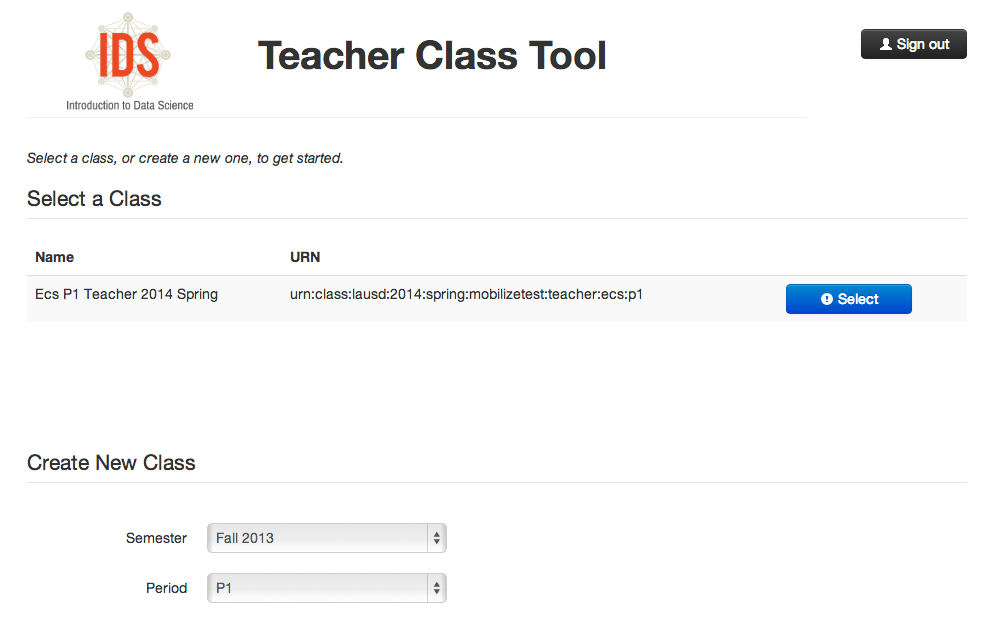 IDS
Introduction to Data Science
Teacher Class Tool
Sign out
Select a class, or create a new one, to get started.
Select a Class
Name URN
Ecs P1 Teacher 2014 Spring urn:class:lausd:2014:spring:mobilizetest:teacher:ecs:p1 Select
Create New Class
Semester Fall 2013
Period P1